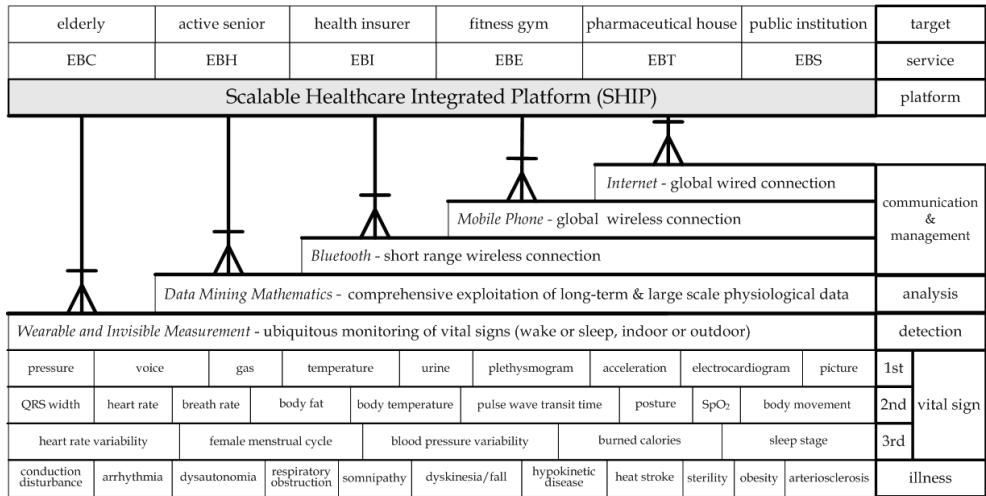 elderly active senior health insurer fitness gym pharmaceutical house public institution target
EBC EBH EBI EBE EBT EBS service
Scalable Healthcare Integrated Platform (SHIP) platform
Internet - global wired connection
Mobile Phone - global wireless connection
Bluetooth - short range wireless connection
communication
&
management
Data Mining Mathematics - comprehensive exploitation of long-term & large scale physiological data analysis
Wearable and Invisible Measurement - ubiquitous monitoring of vital signs (wake or sleep, indoor or outdoor) detection
pressure voice gas temperature urine plethysmogram acceleration electrocardiogram picture 1st
QRS width heart rate breath rate body fat body temperature pulse wave transit time posture SpO₂ body movement 2nd vital sign
heart rate variability female menstrual cycle blood pressure variability burned calories sleep stage 3rd
conduction disturbance arrhythmia dysautonomia respiratory obstruction somnipathy dyskinesia/fall hypokinetic disease heat stroke sterility obesity arteriosclerosis illness